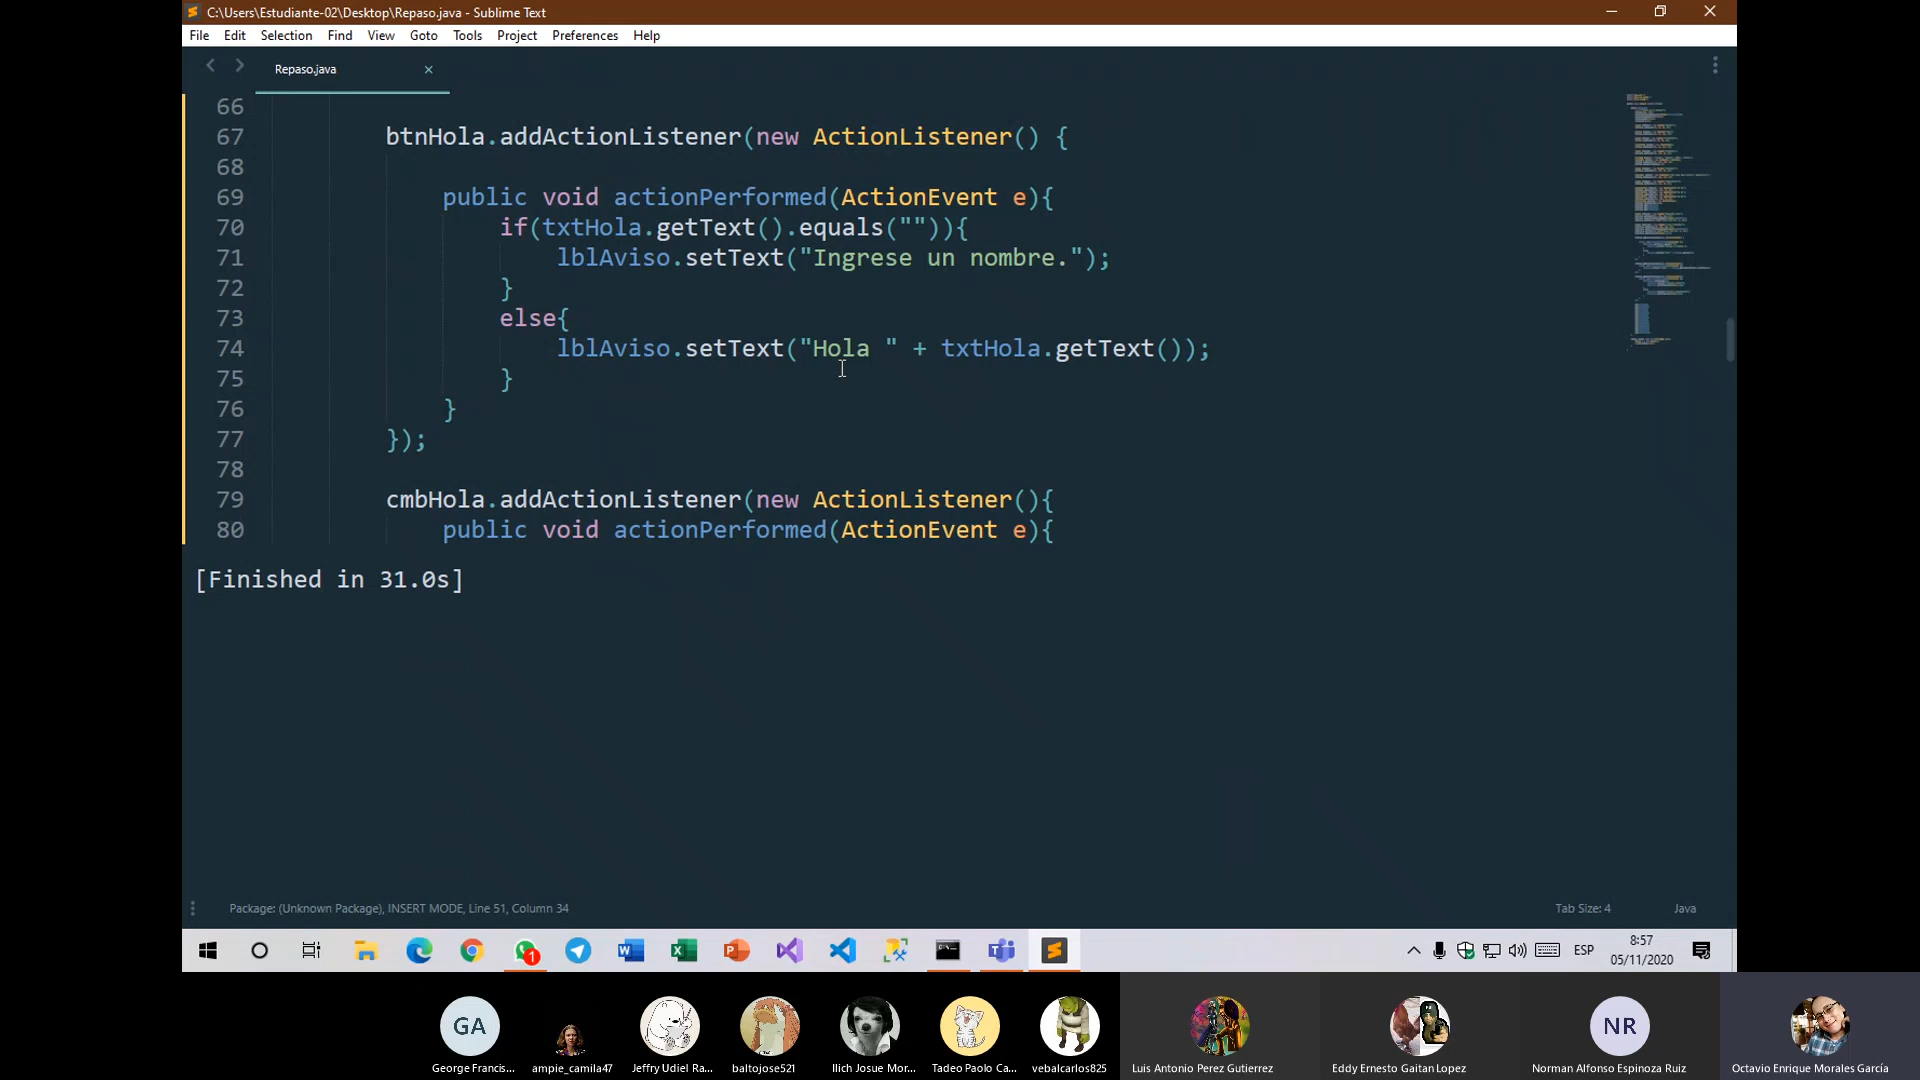 C:\Users\Estudiante-02\Desktop\Repaso.java - Sublime Text
File Edit Selection Find View Goto Tools Project Preferences Help
Repaso.java
66
67 btnHola.addActionListener(new ActionListener() {
68
69 public void actionPerformed(ActionEvent e){
70 if(txtHola.getText().equals("")){
71 lblAviso.setText("Ingrese un nombre.");
72 }
73 else{
74 lblAviso.setText("Hola " + txtHola.getText());
75 }
76 }
77 });
78
79 cmbHola.addActionListener(new ActionListener(){
80 public void actionPerformed(ActionEvent e){
[Finished in 31.0s]
Package: (Unknown Package), INSERT MODE, Line 51, Column 34 Tab Size: 4 Java
1 ESP 8:57
05/11/2020
GA NR
George Francis... ampie_camila47 Jeffry Udiel Ra... baltojose521 Ilich Josue Mor... Tadeo Paolo Ca... vebalcarlos825 Luis Antonio Perez Gutierrez Eddy Ernesto Gaitan Lopez Norman Alfonso Espinoza Ruiz Octavio Enrique Morales García